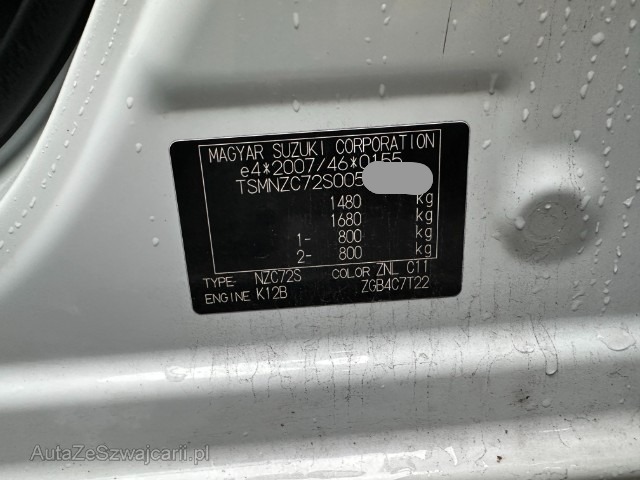 MAGYAR SUZUKI CORPORATION
e4*2007/46*0155
TSMNZC72S005
1480 kg
1680 kg
1- 800 kg
2- 800 kg
TYPE NZC72S COLOR ZNL C11
ENGINE K12B ZGB4C7T22
AutaZeSzwajcarii.pl